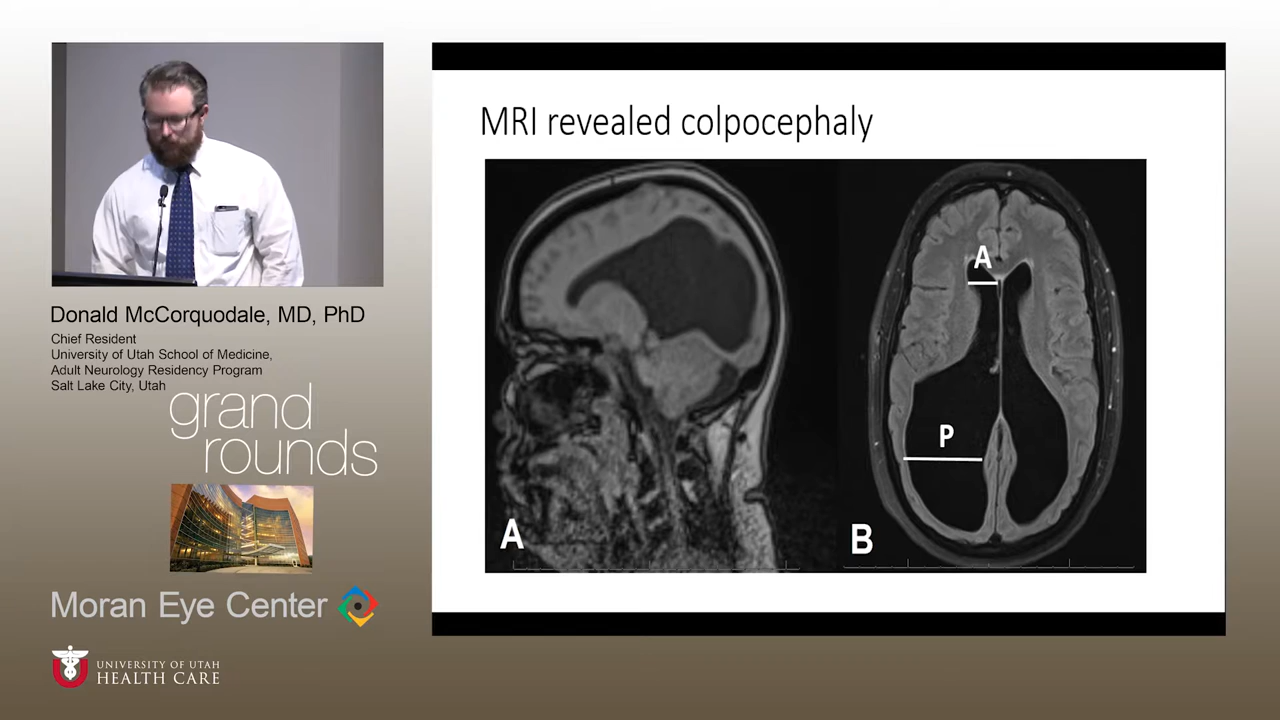 MRI revealed colpocephaly
A
P
A
B
Donald McCorquodale, MD, PhD
Chief Resident
University of Utah School of Medicine,
Adult Neurology Residency Program
Salt Lake City, Utah
grand
rounds
Moran Eye Center
UNIVERSITY OF UTAH
HEALTH CARE